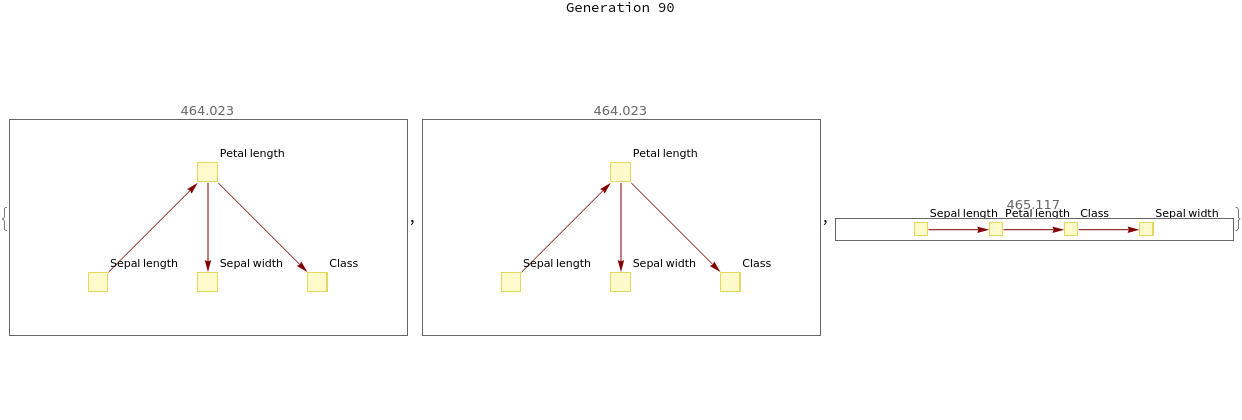 Generation 90
464.023
Petal length
Sepal length
Sepal width
Class
,
464.023
Petal length
Sepal length
Sepal width
Class
,
465.117
Sepal length
Petal length
Class
Sepal width